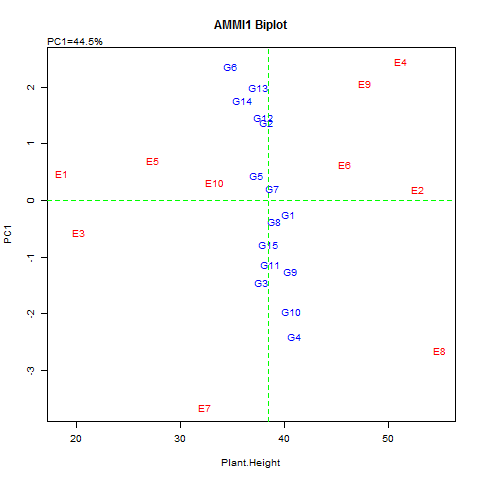 AMMI1 Biplot
PC1=44.5%
E4
G6
E9
G13
2
G14
G12
G2
1
E5
E6
E1
G5
E10
G7
E2
0
G1
G8
E3
G15
PC1
-1
G11
G9
G3
-2
G10
G4
E8
-3
E7
20 30 40 50
Plant.Height